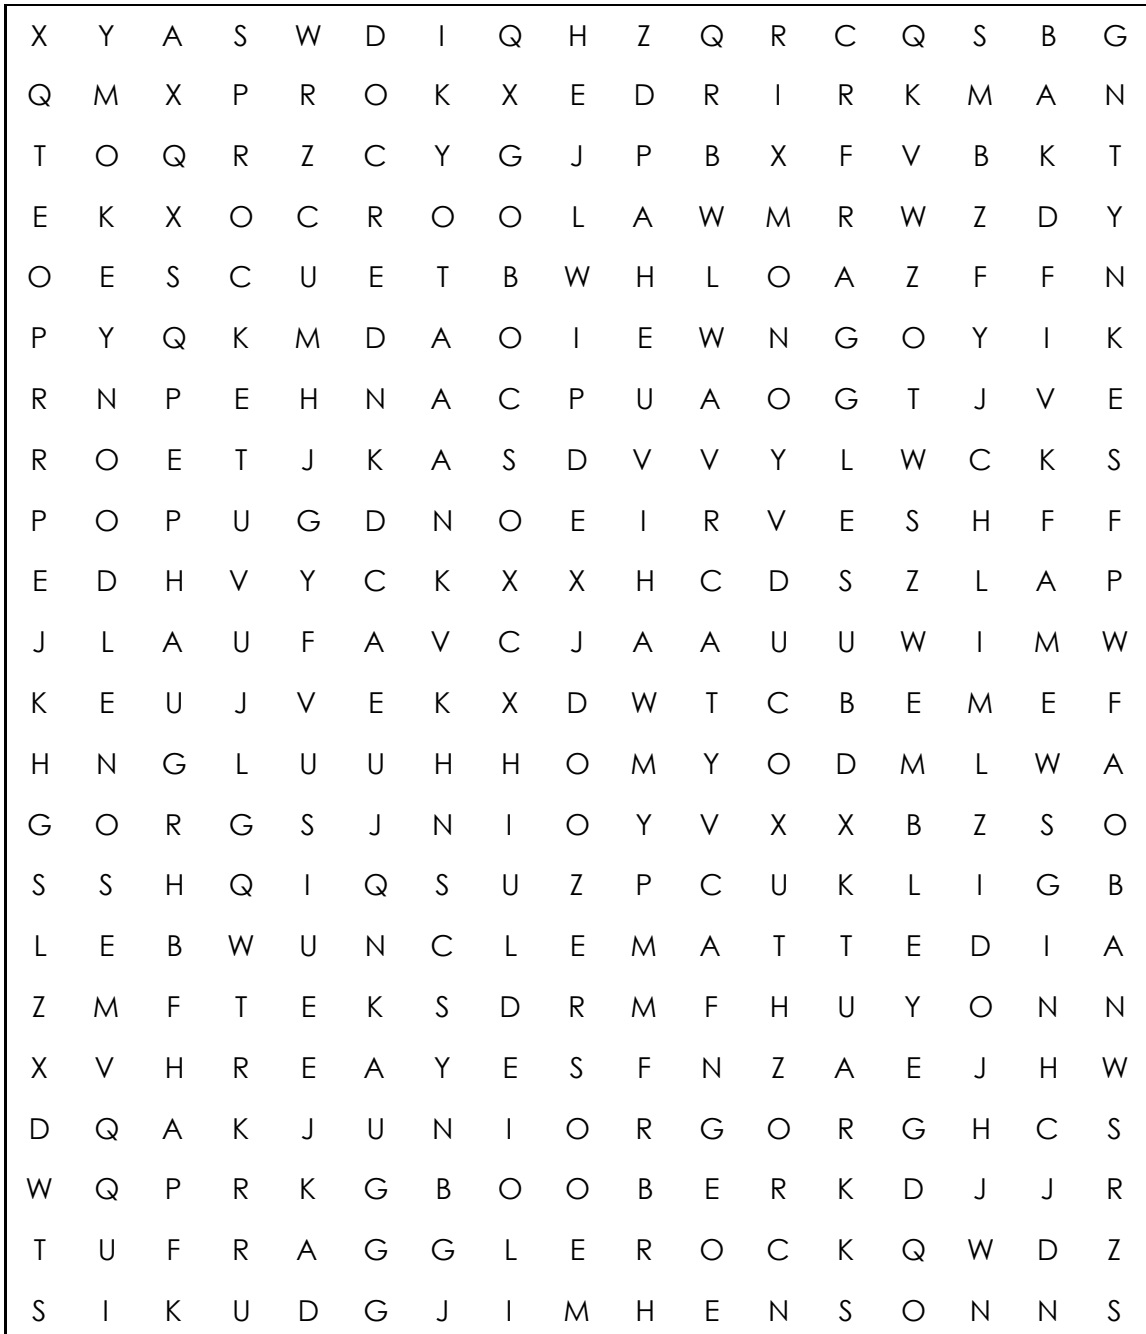 X Y A S W D I Q H Z Q R C Q S B G
Q M X P R O K X E D R I R K M A N
T O Q R Z C Y G J P B X F V B K T
E K X O C R O O L A W M R W Z D Y
O E S C U E T B W H L O A Z F F N
P Y Q K M D A O I E W N G O Y I K
R N P E H N A C P U A O G T J V E
R O E T J K A S D V V Y L W C K S
P O P U G D N O E I R V E S H F F
E D H V Y C K X X H C D S Z L A P
J L A U F A V C J A A U U W I M W
K E U J V E K X D W T C B E M E F
H N G L U U H H O M Y O D M L W A
G O R G S J N I O Y V X X B Z S O
S S H Q I Q S U Z P C U K L I G B
L E B W U N C L E M A T T E D I A
Z M F T E K S D R M F H U Y O N N
X V H R E A Y E S F N Z A E J H W
D Q A K J U N I O R G O R G H C S
W Q P R K G B O O B E R K D J J R
T U F R A G G L E R O C K Q W D Z
S I K U D G J I M H E N S O N N S